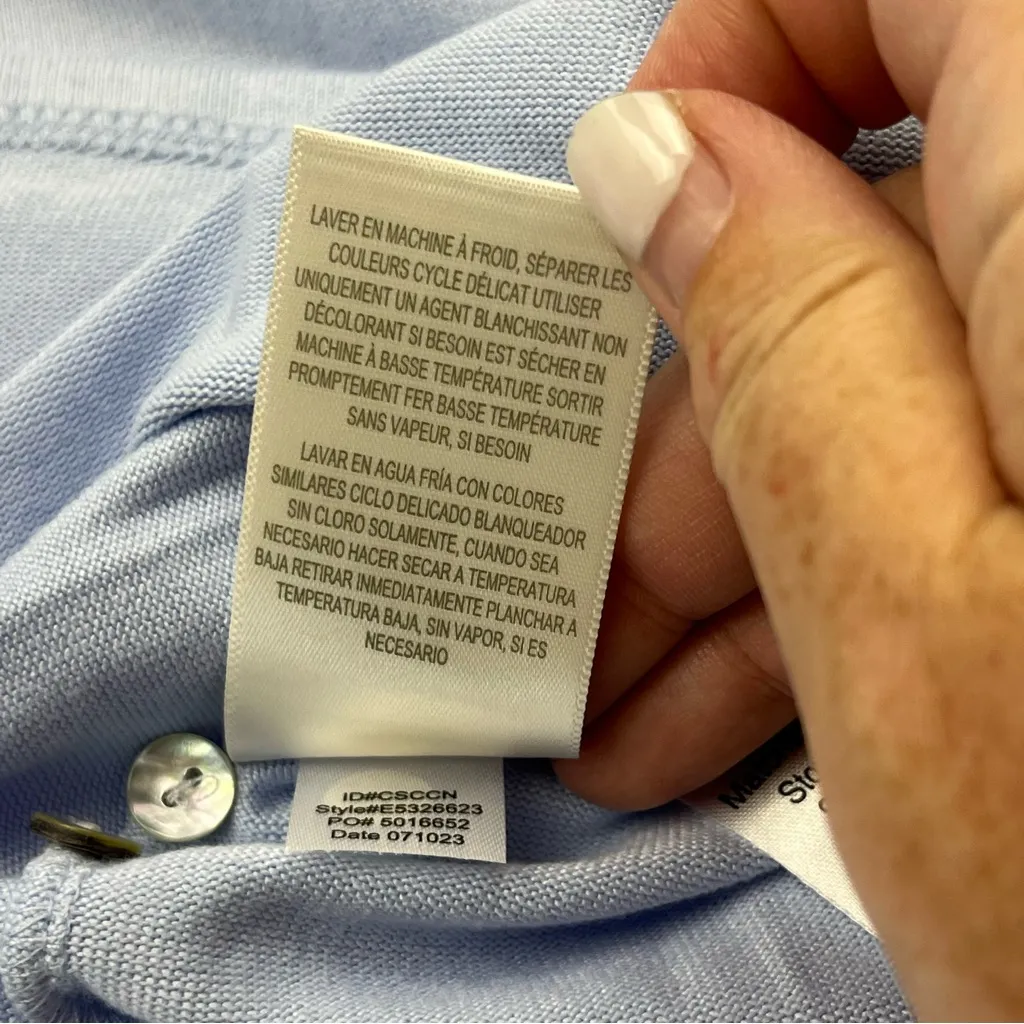 LAVER EN MACHINE À FROID, SÉPARER LES
COULEURS CYCLE DÉLICAT UTILISER
UNIQUEMENT UN AGENT BLANCHISSANT NON
DÉCOLORANT SI BESOIN EST SÉCHER EN
MACHINE À BASSE TEMPÉRATURE SORTIR
PROMPTEMENT FER BASSE TEMPÉRATURE
SANS VAPEUR, SI BESOIN
LAVAR EN AGUA FRÍA CON COLORES
SIMILARES CICLO DELICADO BLANQUEADOR
SIN CLORO SOLAMENTE, CUANDO SEA
NECESARIO HACER SECAR A TEMPERATURA
BAJA RETIRAR INMEDIATAMENTE PLANCHAR A
TEMPERATURA BAJA, SIN VAPOR, SI ES
NECESARIO
ID#CSCCN
Style#E5326623
PO# 5016652
Date 071023